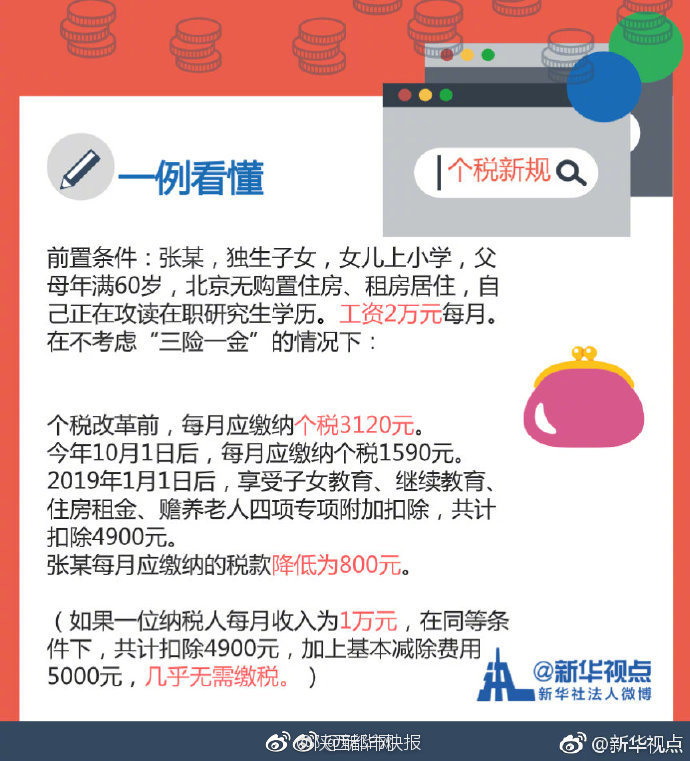 个税新规
一例看懂
前置条件：张某，独生子女，女儿上小学，父
母年满60岁，北京无购置住房、租房居住，自
己正在攻读在职研究生学历。工资2万元每月。
在不考虑“三险一金”的情况下：
个税改革前，每月应缴纳个税3120元。
今年10月1日后，每月应缴纳个税1590元。
2019年1月1日后，享受子女教育、继续教育、
住房租金、赡养老人四项专项附加扣除，共计
扣除4900元。
张某每月应缴纳的税款降低为800元。
（如果一位纳税人每月收入为1万元，在同等条
件下，共计扣除4900元，加上基本减除费用
5000元，几乎无需缴税。）
@新华视点
新华社法人微博
@新华视点